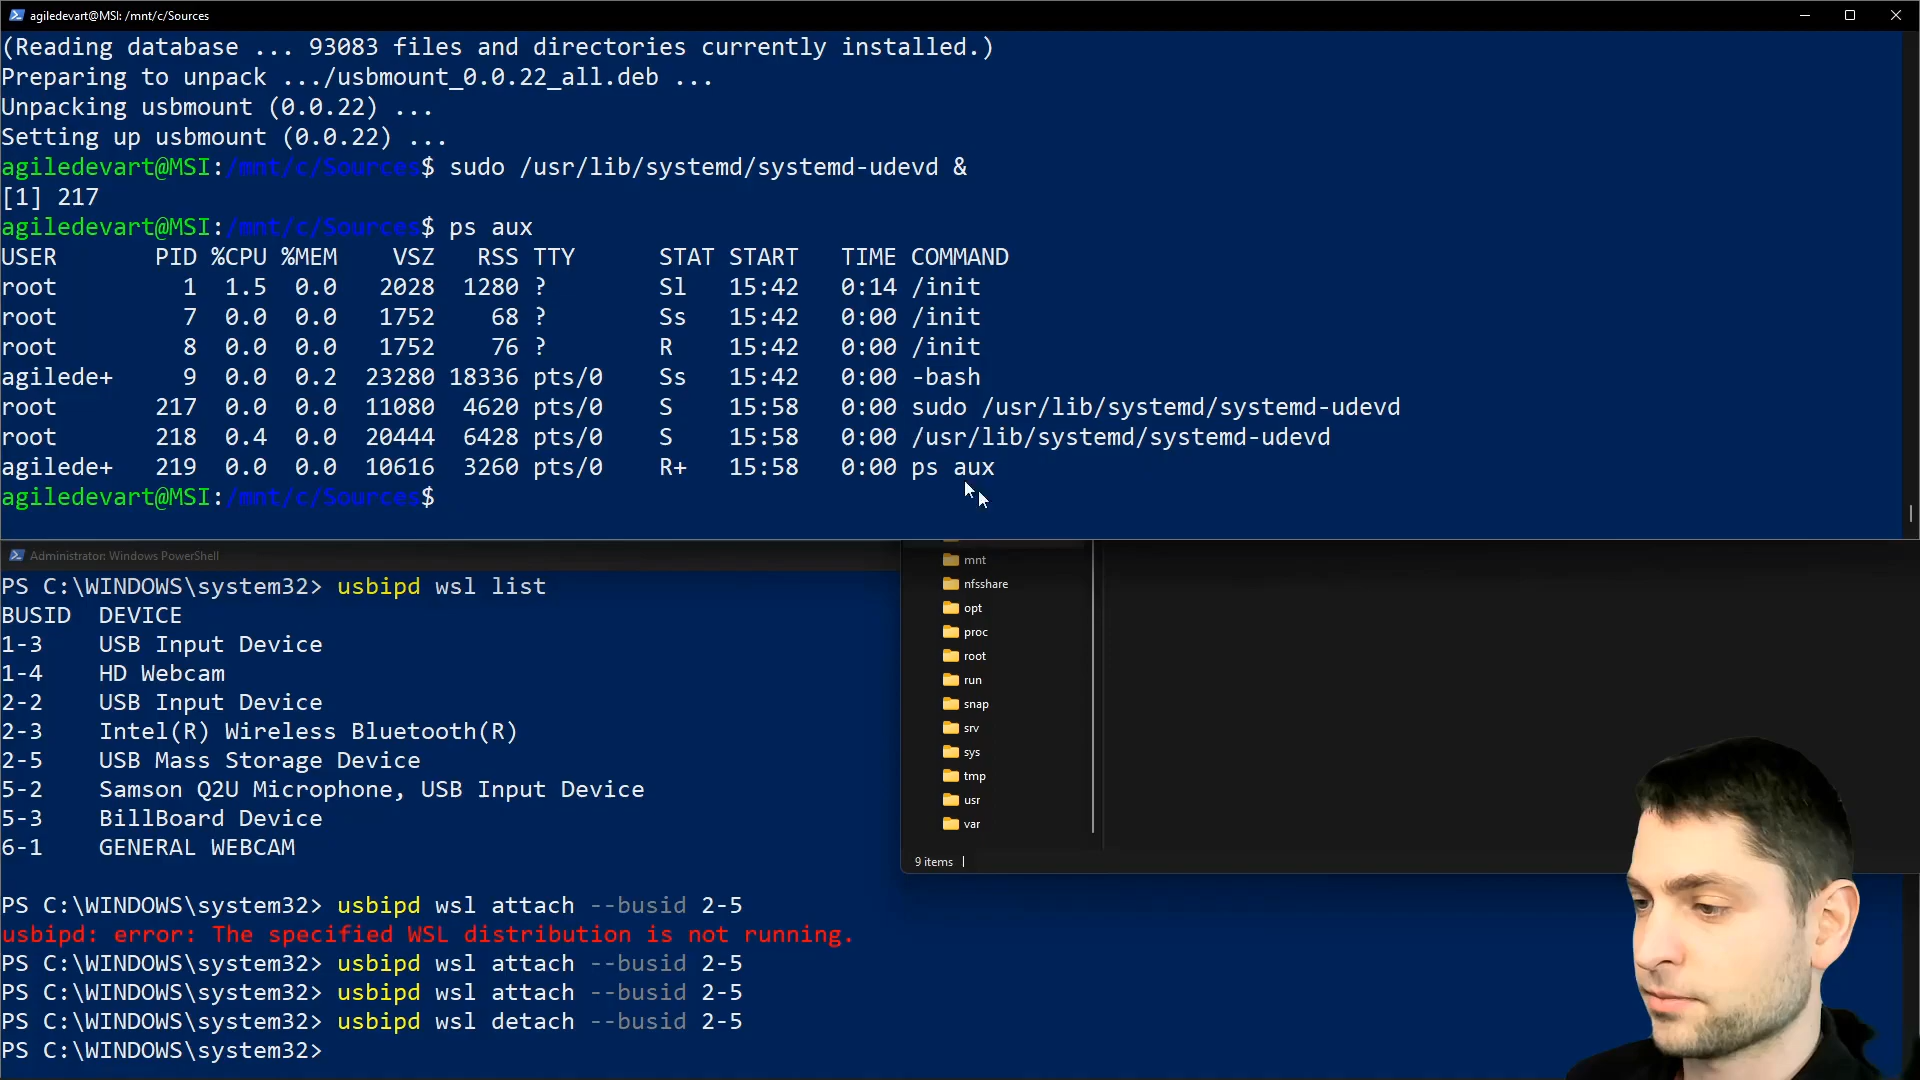 agiledevart@MSI: /mnt/c/Sources
(Reading database ... 93083 files and directories currently installed.)
Preparing to unpack .../usbmount_0.0.22_all.deb ...
Unpacking usbmount (0.0.22) ...
Setting up usbmount (0.0.22) ...
agiledevart@MSI:/mnt/c/Sources$ sudo /usr/lib/systemd/systemd-udevd &
[1] 217
agiledevart@MSI:/mnt/c/Sources$ ps aux
USER PID %CPU %MEM VSZ RSS TTY STAT START TIME COMMAND
root 1 1.5 0.0 2028 1280 ? Sl 15:42 0:14 /init
root 7 0.0 0.0 1752 68 ? Ss 15:42 0:00 /init
root 8 0.0 0.0 1752 76 ? R 15:42 0:00 /init
agilede+ 9 0.0 0.2 23280 18336 pts/0 Ss 15:42 0:00 -bash
root 217 0.0 0.0 11080 4620 pts/0 S 15:58 0:00 sudo /usr/lib/systemd/systemd-udevd
root 218 0.4 0.0 20444 6428 pts/0 S 15:58 0:00 /usr/lib/systemd/systemd-udevd
agilede+ 219 0.0 0.0 10616 3260 pts/0 R+ 15:58 0:00 ps aux
agiledevart@MSI:/mnt/c/Sources$
Administrator: Windows PowerShell
PS C:\WINDOWS\system32> usbipd wsl list
BUSID DEVICE
1-3 USB Input Device
1-4 HD Webcam
2-2 USB Input Device
2-3 Intel(R) Wireless Bluetooth(R)
2-5 USB Mass Storage Device
5-2 Samson Q2U Microphone, USB Input Device
5-3 BillBoard Device
6-1 GENERAL WEBCAM
PS C:\WINDOWS\system32> usbipd wsl attach --busid 2-5
usbipd: error: The specified WSL distribution is not running.
PS C:\WINDOWS\system32> usbipd wsl attach --busid 2-5
PS C:\WINDOWS\system32> usbipd wsl attach --busid 2-5
PS C:\WINDOWS\system32> usbipd wsl detach --busid 2-5
PS C:\WINDOWS\system32>
mnt
nfsshare
opt
proc
root
run
snap
srv
sys
tmp
usr
var
9 items